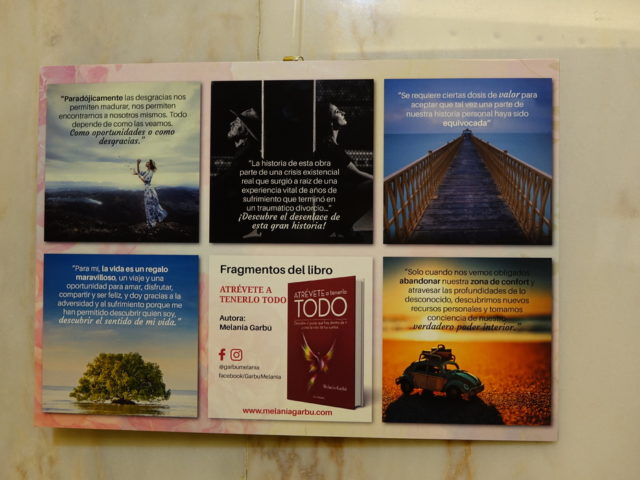 "Paradójicamente las desgracias nos
permiten madurar, nos permiten
encontrarnos a nosotros mismos. Todo
depende de como las veamos.
Como oportunidades o como
desgracias."
"La historia de esta obra
parte de una crisis existencial
real que surgió a raíz de una
experiencia vital de años de
sufrimiento que terminó en
un traumático divorcio..."
¡Descubre el desenlace de
esta gran historia!
"Se requiere ciertas dosis de valor para
aceptar que tal vez una parte de
nuestra historia personal haya sido
equivocada"
"Para mi, la vida es un regalo
maravilloso, un viaje y una
oportunidad para amar, disfrutar,
compartir y ser feliz, y doy gracias a la
adversidad y al sufrimiento porque me
han permitido descubrir quien soy,
descubrir el sentido de mi vida."
Fragmentos del libro
ATRÉVETE A
TENERLO TODO
Autora:
Melania Garbú
@garbumelania
facebook/GarbuMelania
www.melaniagarbu.com
ATRÉVETE a tenerlo
TODO
Melania Garbú
"Solo cuando nos vemos obligados
abandonar nuestra zona de confort y
atravesar las profundidades de lo
desconocido, descubrimos nuevos
recursos personales y tomamos
conciencia de nuestro
verdadero poder interior..."